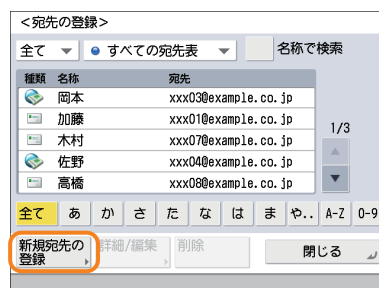 <宛先の登録>
全て すべての宛先表 名称で検索
種類 名称 宛先
岡本 xxx03@example.co.jp
加藤 xxx01@example.co.jp
木村 xxx07@example.co.jp
佐野 xxx04@example.co.jp
高橋 xxx08@example.co.jp
1/3
全て あ か さ た な は ま や.. A-Z 0-9
新規宛先の
登録
詳細/編集 削除 閉じる